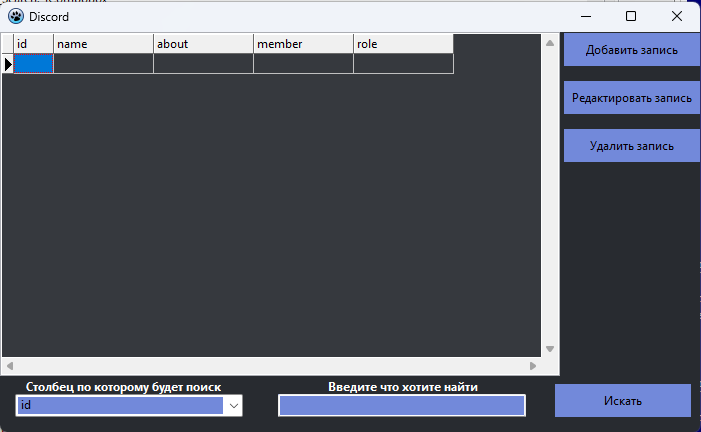 Discord
id name about member role
Добавить запись
Редактировать запись
Удалить запись
Столбец по которому будет поиск
Введите что хотите найти
id
Искать